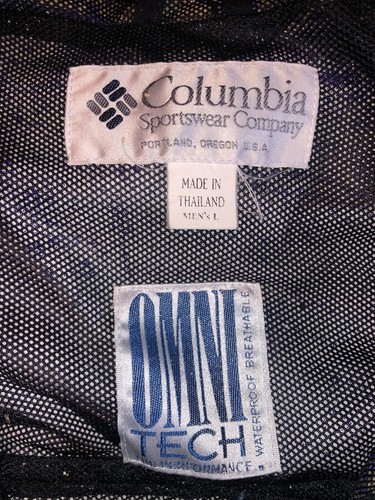 Columbia
Sportswear Company
PORTLAND, OREGON U.S.A.
MADE IN
THAILAND
MEN'S L
OMNI
TECH
WATERPROOF BREATHABLE
PERFORMANCE